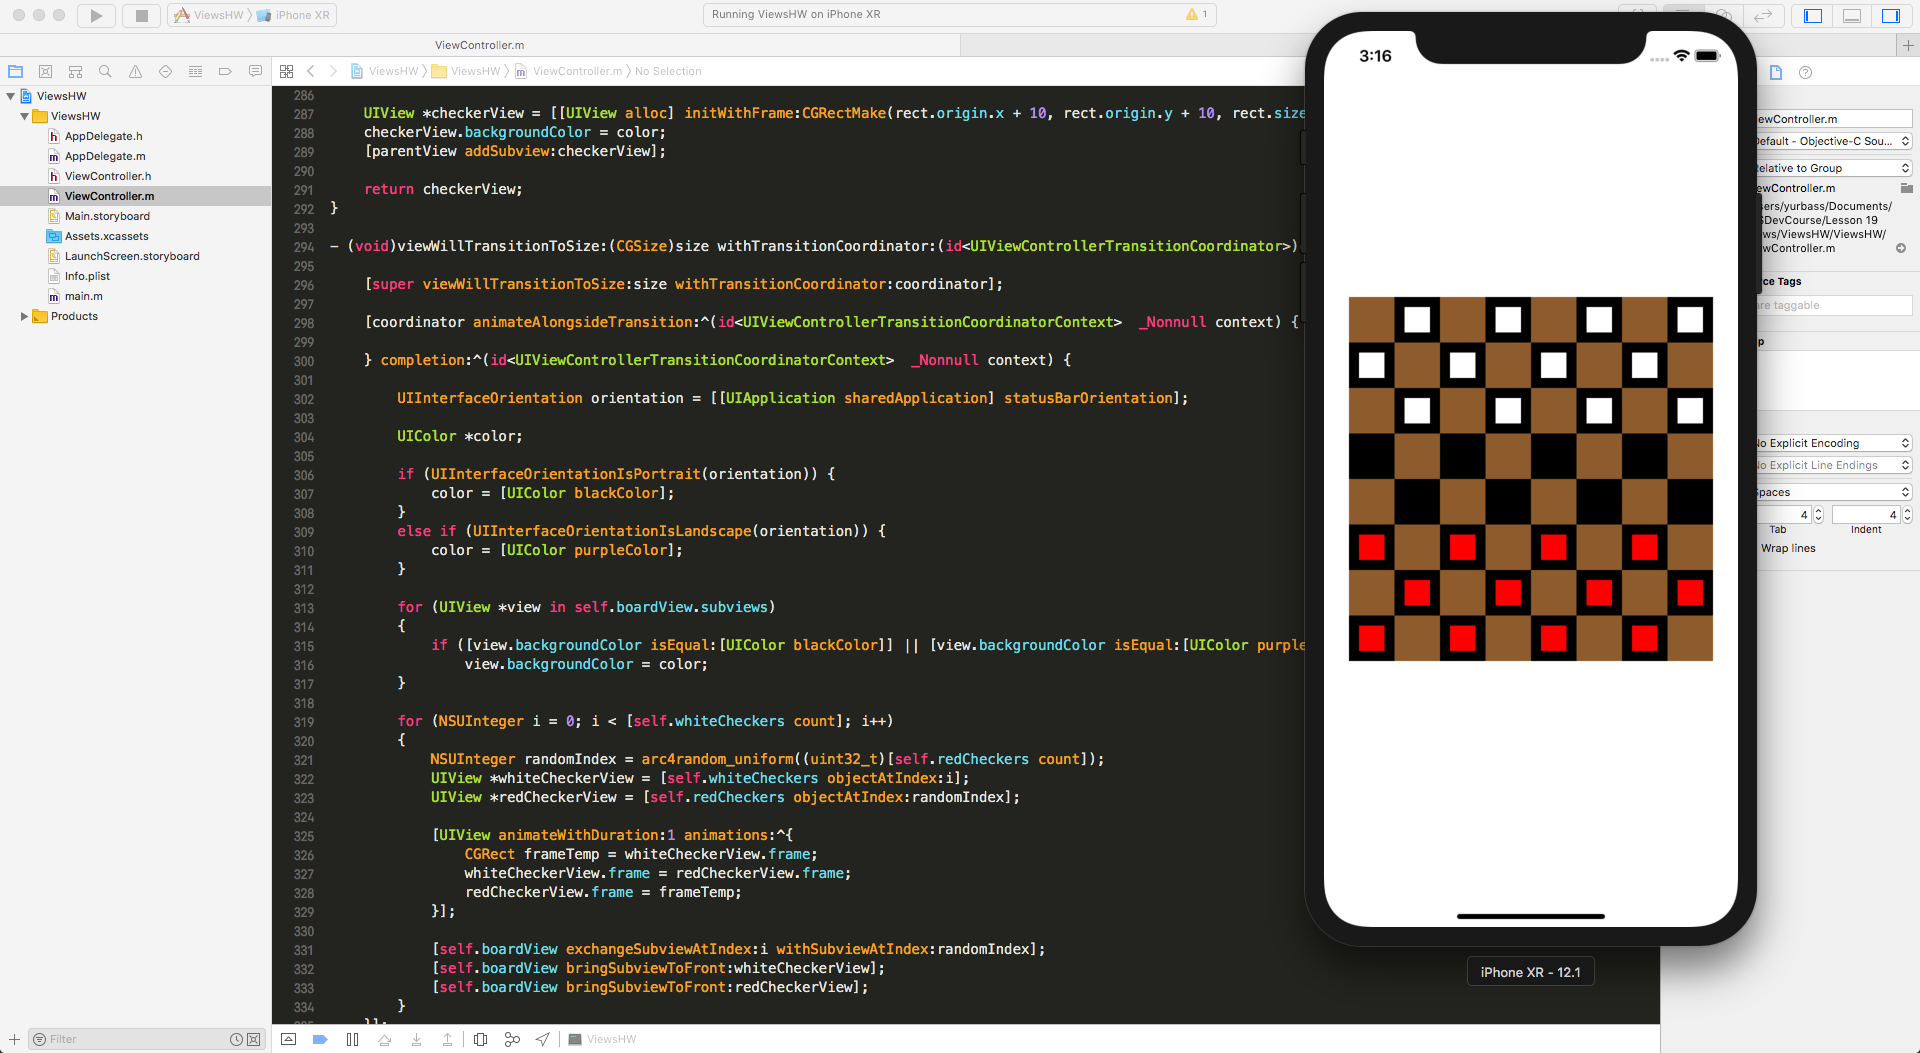 ViewsHW
iPhone XR
Running ViewsHW on iPhone XR
1
ViewController.m
ViewsHW
ViewsHW
ViewController.m
No Selection
ViewsHW
ViewsHW
AppDelegate.h
AppDelegate.m
ViewController.h
ViewController.m
Main.storyboard
Assets.xcassets
LaunchScreen.storyboard
Info.plist
main.m
Products
Filter
286
287 UIView *checkerView = [[UIView alloc] initWithFrame:CGRectMake(rect.origin.x + 10, rect.origin.y + 10, rect.size
288 checkerView.backgroundColor = color;
289 [parentView addSubview:checkerView];
290
291 return checkerView;
292 }
293
294 - (void)viewWillTransitionToSize:(CGSize)size withTransitionCoordinator:(id<UIViewControllerTransitionCoordinator>)
295
296 [super viewWillTransitionToSize:size withTransitionCoordinator:coordinator];
297
298 [coordinator animateAlongsideTransition:^(id<UIViewControllerTransitionCoordinatorContext> _Nonnull context) {
299
300 } completion:^(id<UIViewControllerTransitionCoordinatorContext> _Nonnull context) {
301
302 UIInterfaceOrientation orientation = [[UIApplication sharedApplication] statusBarOrientation];
303
304 UIColor *color;
305
306 if (UIInterfaceOrientationIsPortrait(orientation)) {
307 color = [UIColor blackColor];
308 }
309 else if (UIInterfaceOrientationIsLandscape(orientation)) {
310 color = [UIColor purpleColor];
311 }
312
313 for (UIView *view in self.boardView.subviews)
314 {
315 if ([view.backgroundColor isEqual:[UIColor blackColor]] || [view.backgroundColor isEqual:[UIColor purple
316 view.backgroundColor = color;
317 }
318
319 for (NSUInteger i = 0; i < [self.whiteCheckers count]; i++)
320 {
321 NSUInteger randomIndex = arc4random_uniform((uint32_t)[self.redCheckers count]);
322 UIView *whiteCheckerView = [self.whiteCheckers objectAtIndex:i];
323 UIView *redCheckerView = [self.redCheckers objectAtIndex:randomIndex];
324
325 [UIView animateWithDuration:1 animations:^{
326 CGRect frameTemp = whiteCheckerView.frame;
327 whiteCheckerView.frame = redCheckerView.frame;
328 redCheckerView.frame = frameTemp;
329 }];
330
331 [self.boardView exchangeSubviewAtIndex:i withSubviewAtIndex:randomIndex];
332 [self.boardView bringSubviewToFront:whiteCheckerView];
333 [self.boardView bringSubviewToFront:redCheckerView];
334 }
ViewsHW
3:16
iPhone XR - 12.1
ewController.m
Default - Objective-C Sou...
elative to Group
ewController.m
ers/yurbass/Documents/
SDevCourse/Lesson 19
ws/ViewsHW/ViewsHW/
wController.m
rce Tags
are taggable
p
No Explicit Encoding
No Explicit Line Endings
Spaces
4
4
Tab
Indent
Wrap lines